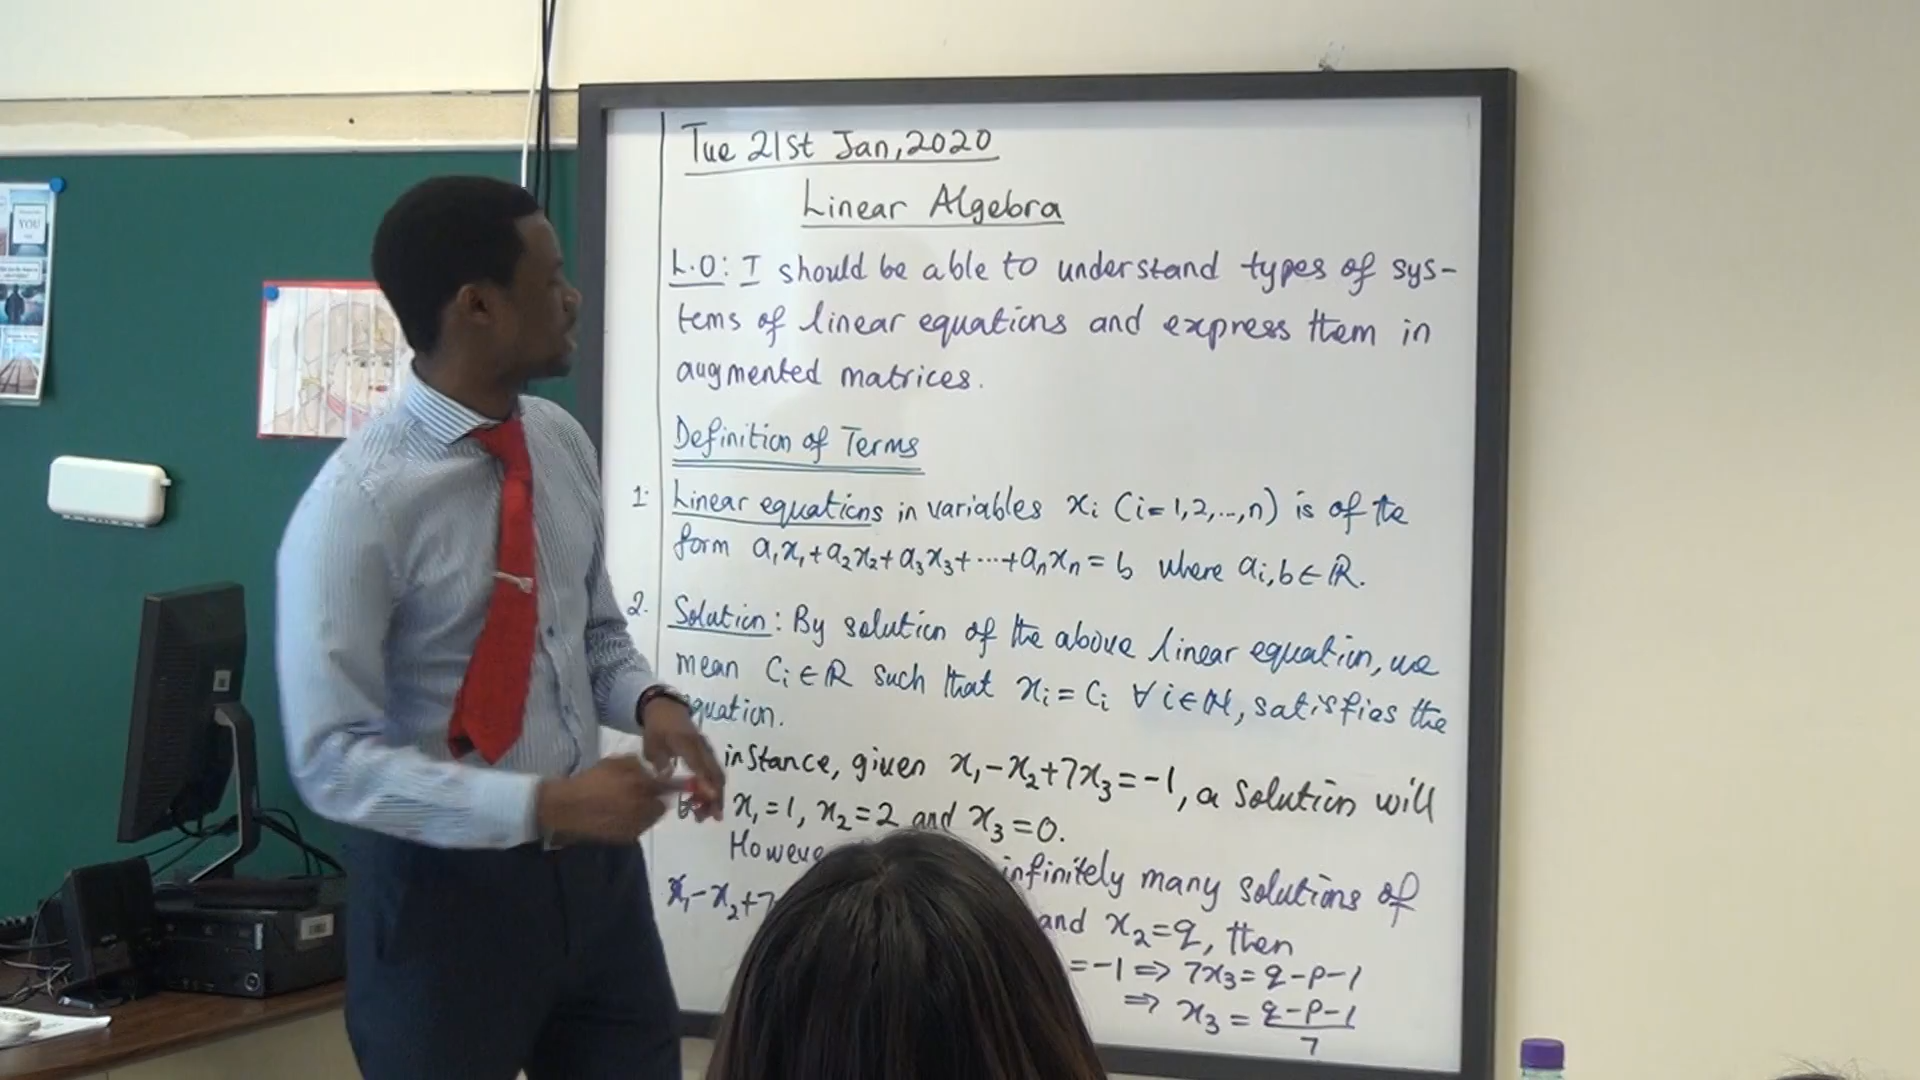 Tue 21st Jan, 2020
Linear Algebra
L.O: I should be able to understand types of sys-
tems of linear equations and express them in
augmented matrices.
Definition of Terms
1. Linear equations in variables xᵢ (i=1,2,...,n) is of the
form a₁x₁+a₂x₂+a₃x₃+...+aₙxₙ=b where aᵢ,b∈ℝ.
2. Solution: By solution of the above linear equation, we
mean Cᵢ∈ℝ such that xᵢ=Cᵢ ∀i∈ℕ, satisfies the
equation.
instance, given x₁-x₂+7x₃=-1, a solution will
be x₁=1, x₂=2 and x₃=0.
infinitely many solutions of
x₁-x₂+7 and x₂=q, then
=-1 ⇒ 7x₃=q-p-1
⇒ x₃=q-p-1
7
YOU